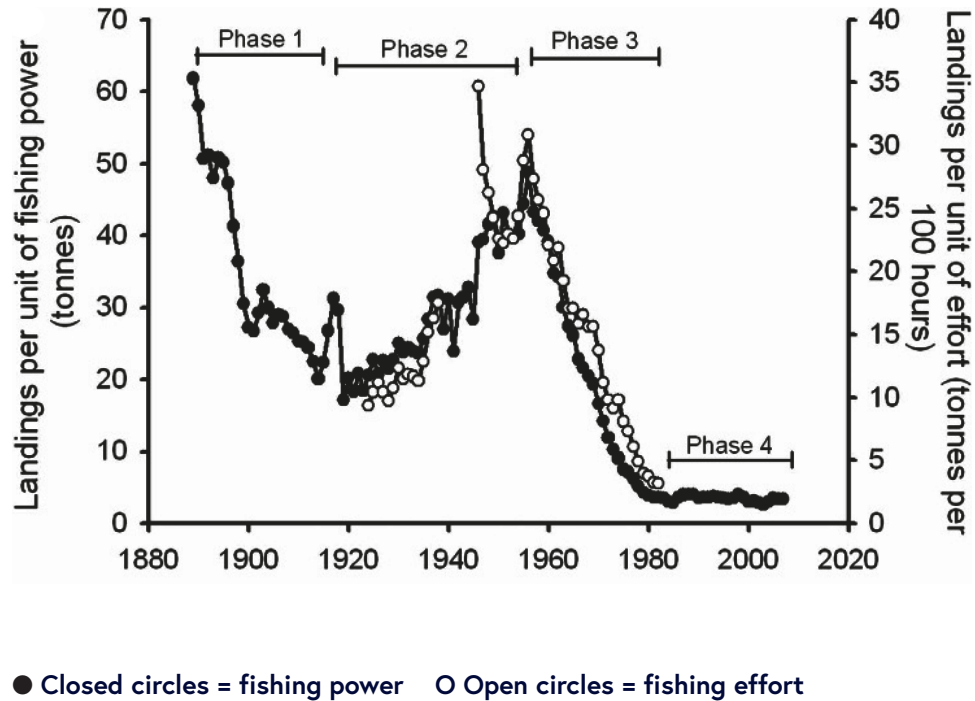 Landings per unit of fishing power
(tonnes)
70
60
50
40
30
20
10
0
Phase 1
Phase 2
Phase 3
Phase 4
40
35
30
25
20
15
10
5
0
Landings per unit of effort (tonnes per
100 hours)
1880 1900 1920 1940 1960 1980 2000 2020
Closed circles = fishing power O Open circles = fishing effort